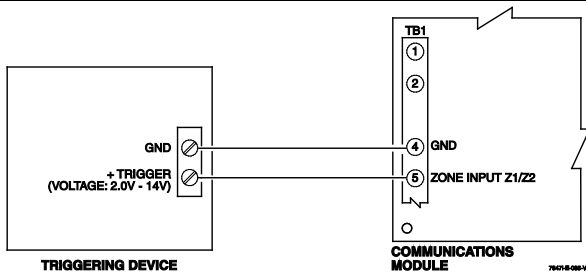 TB1
1
2
GND
+ TRIGGER
(VOLTAGE: 2.0V - 14V)
4 GND
5 ZONE INPUT Z1/Z2
TRIGGERING DEVICE
COMMUNICATIONS
MODULE